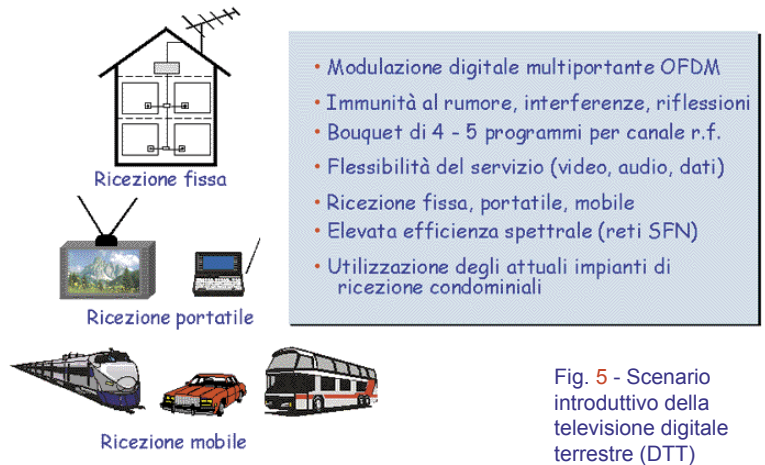 Ricezione fissa
Ricezione portatile
Ricezione mobile
• Modulazione digitale multiportante OFDM
• Immunità al rumore, interferenze, riflessioni
• Bouquet di 4 - 5 programmi per canale r.f.
• Flessibilità del servizio (video, audio, dati)
• Ricezione fissa, portatile, mobile
• Elevata efficienza spettrale (reti SFN)
• Utilizzazione degli attuali impianti di
ricezione condominiali
Fig. 5 - Scenario
introduttivo della
televisione digitale
terrestre (DTT)